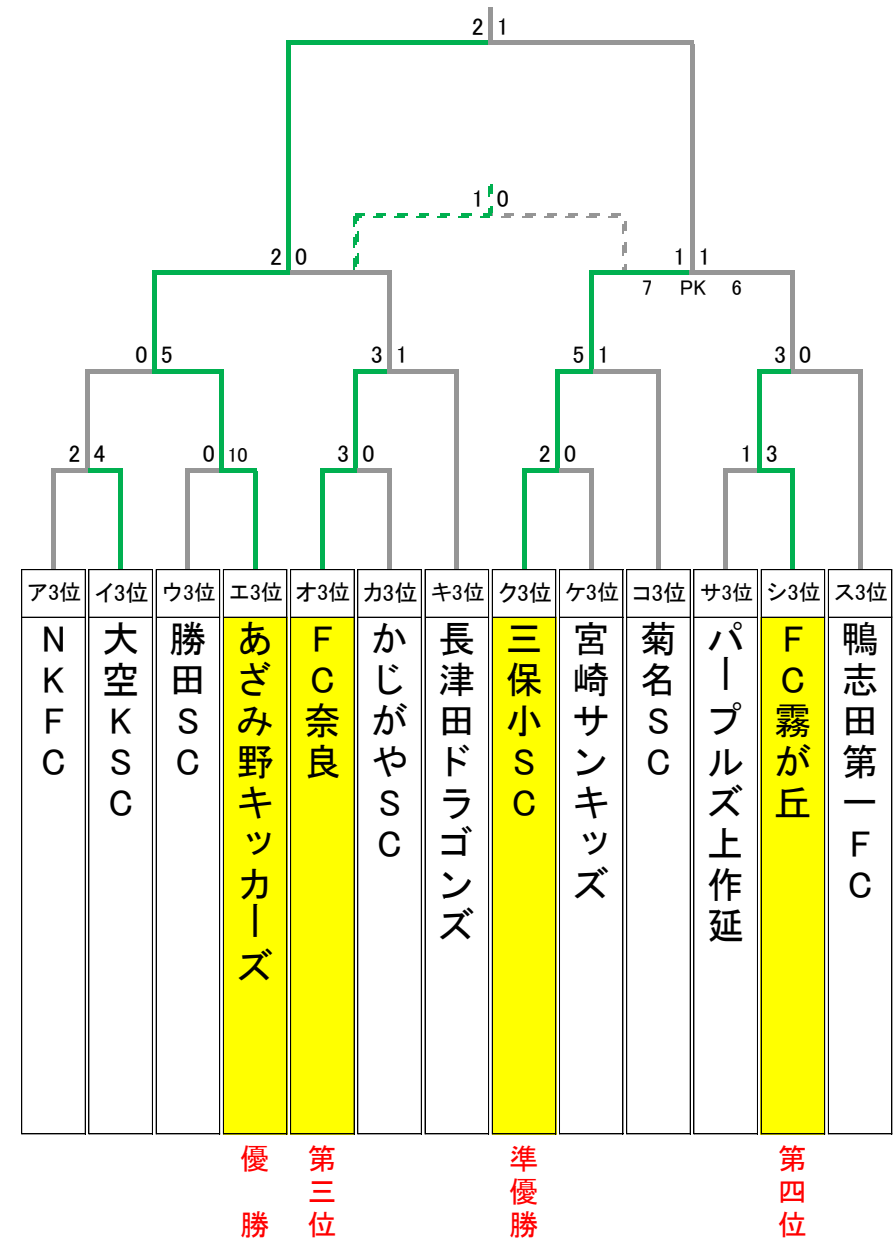 2 1
1 0
2 0
1 1
7 PK 6
0 5
3 1
5 1
3 0
2 4
0 10
3 0
2 0
1 3
ア3位
イ3位
ウ3位
エ3位
オ3位
カ3位
キ3位
ク3位
ケ3位
コ3位
サ3位
シ3位
ス3位
NKFC
大空KSC
勝田SC
あざみ野キッカーズ
FC奈良
かじがやSC
長津田ドラゴンズ
三保小SC
宮崎サンキッズ
菊名SC
パープルズ上作延
FC霧が丘
鴨志田第一FC
優勝
第三位
準優勝
第四位